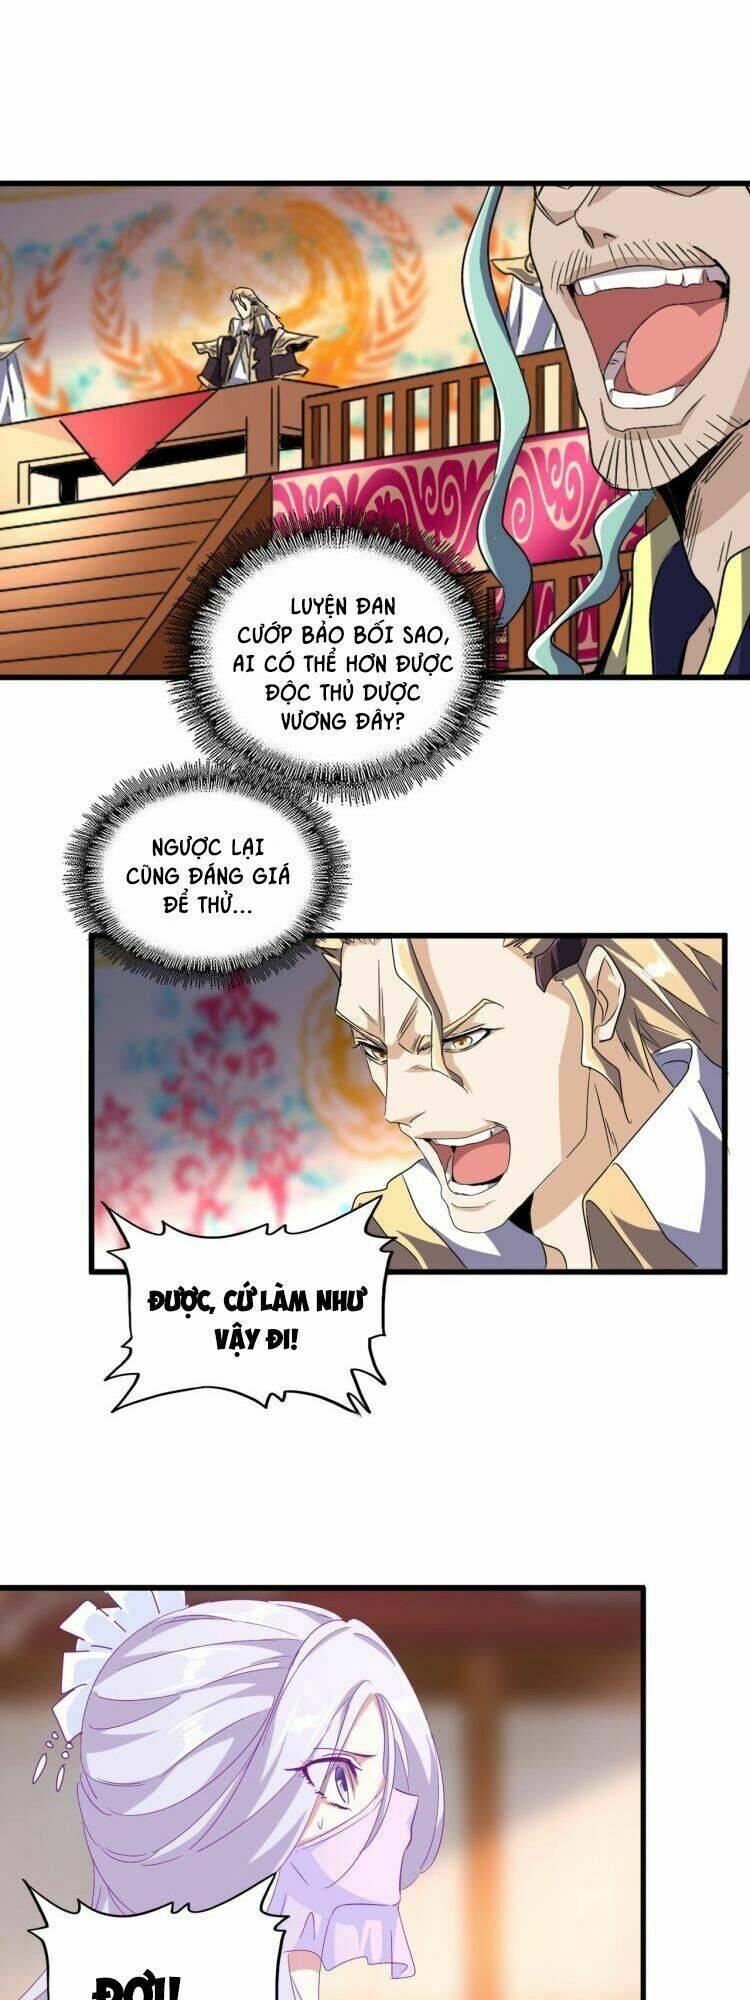 LUYỆN ĐAN
CƯỚP BẢO BỐI SAO,
AI CÓ THỂ HƠN ĐƯỢC
ĐỘC THỦ DƯỢC
VƯƠNG ĐÂY?
NGƯỢC LẠI
CŨNG ĐÁNG GIÁ
ĐỂ THỬ...
ĐƯỢC, CỨ LÀM NHƯ
VẬY ĐI!
ĐỢI!